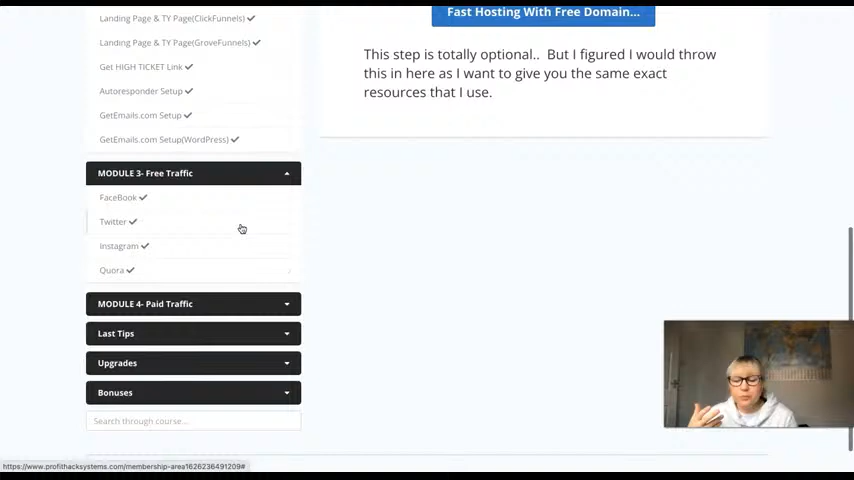 Landing Page & TY Page(ClickFunnels)
Landing Page & TY Page(GroveFunnels)
Get HIGH TICKET Link
Autoresponder Setup
GetEmails.com Setup
GetEmails.com Setup(WordPress)
MODULE 3- Free Traffic
FaceBook
Twitter
Instagram
Quora
MODULE 4- Paid Traffic
Last Tips
Upgrades
Bonuses
Search through course...
Fast Hosting With Free Domain...
This step is totally optional.. But I figured I would throw
this in here as I want to give you the same exact
resources that I use.
https://www.profithacksystems.com/membership-area1626236491209#